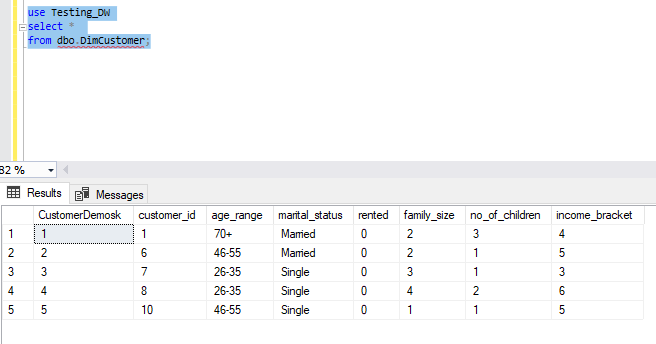 use Testing_DW
select *
from dbo.DimCustomer;
82 %
Results Messages
CustomerDemosk customer_id age_range marital_status rented family_size no_of_children income_bracket
1 1 1 70+ Married 0 2 3 4
2 2 6 46-55 Married 0 2 1 5
3 3 7 26-35 Single 0 3 1 3
4 4 8 26-35 Single 0 4 2 6
5 5 10 46-55 Single 0 1 1 5